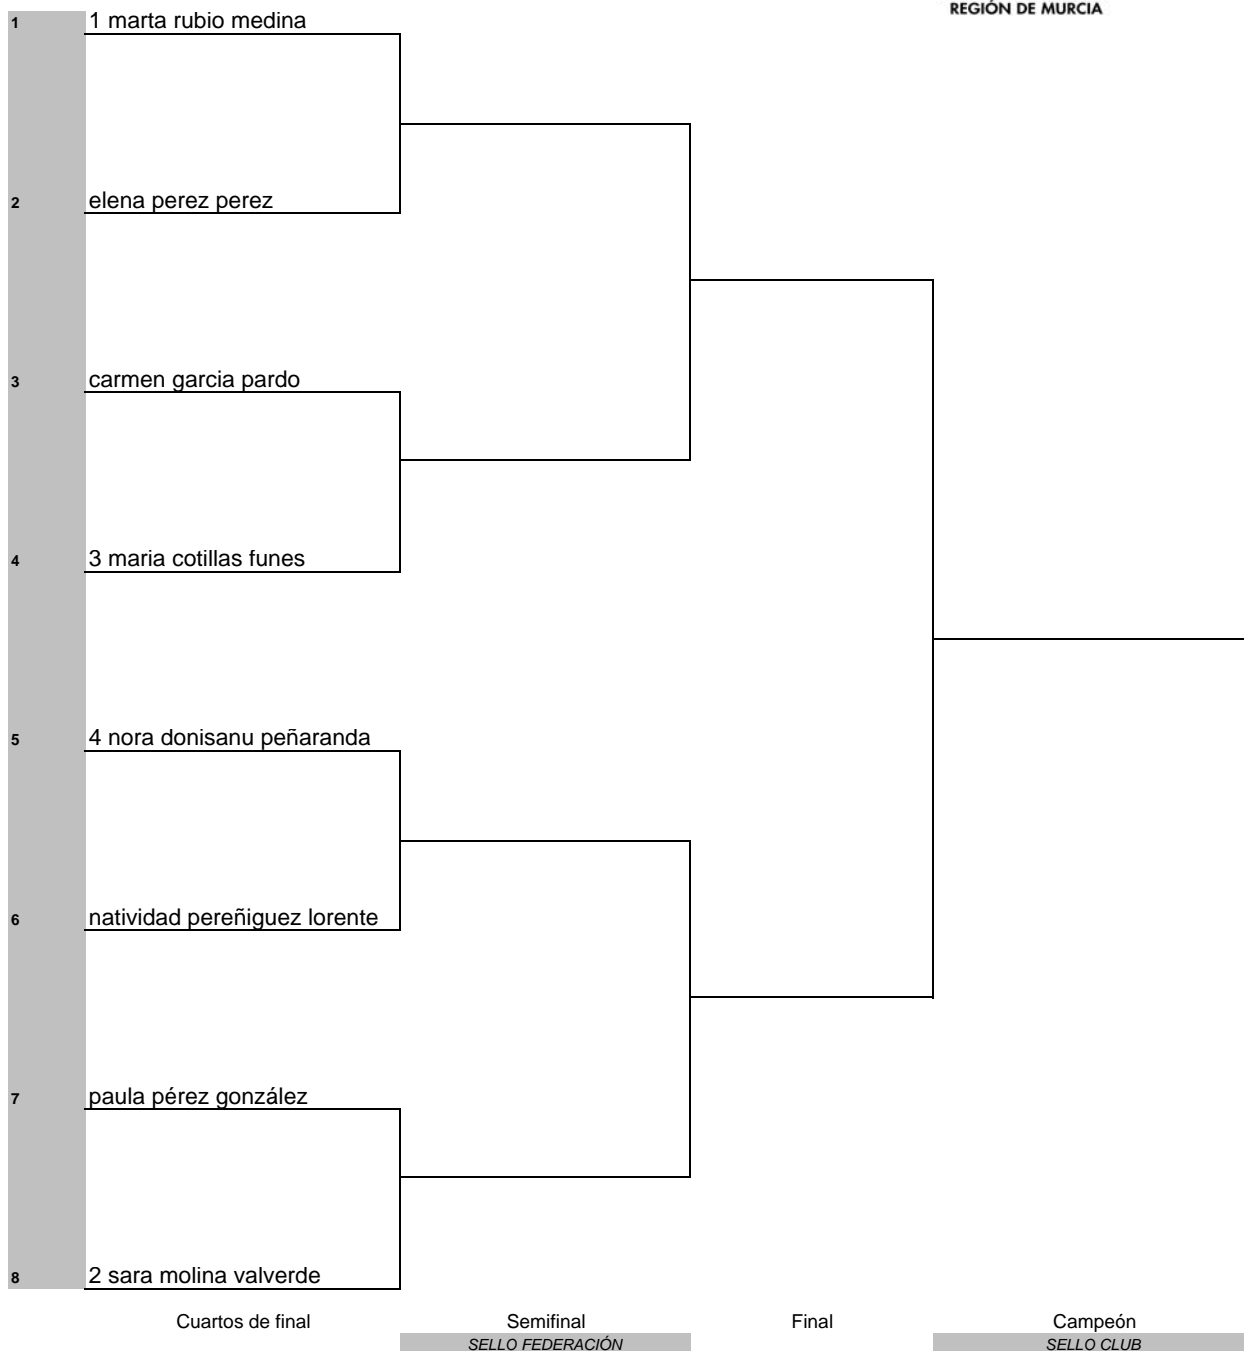 REGIÓN DE MURCIA
1 1 marta rubio medina
2 elena perez perez
3 carmen garcia pardo
4 3 maria cotillas funes
5 4 nora donisanu peñaranda
6 natividad pereñiguez lorente
7 paula pérez gonzález
8 2 sara molina valverde
Cuartos de final Semifinal Final Campeón
SELLO FEDERACIÓN SELLO CLUB